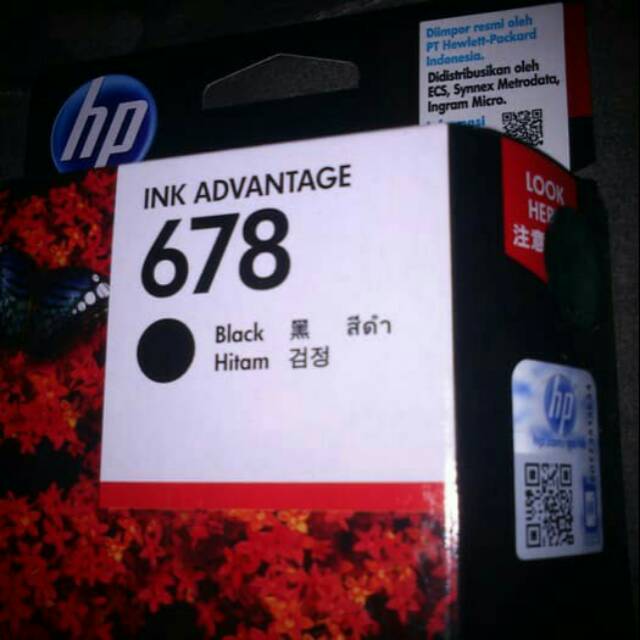 Diimpor resmi oleh
PT Hewlett-Packard
Indonesia.
Didistribusikan oleh
ECS, Synnex Metrodata,
Ingram Micro.
hp
INK ADVANTAGE
678
Black 黑 สีดำ
Hitam 검정
LOOK
HERE
注意
hp